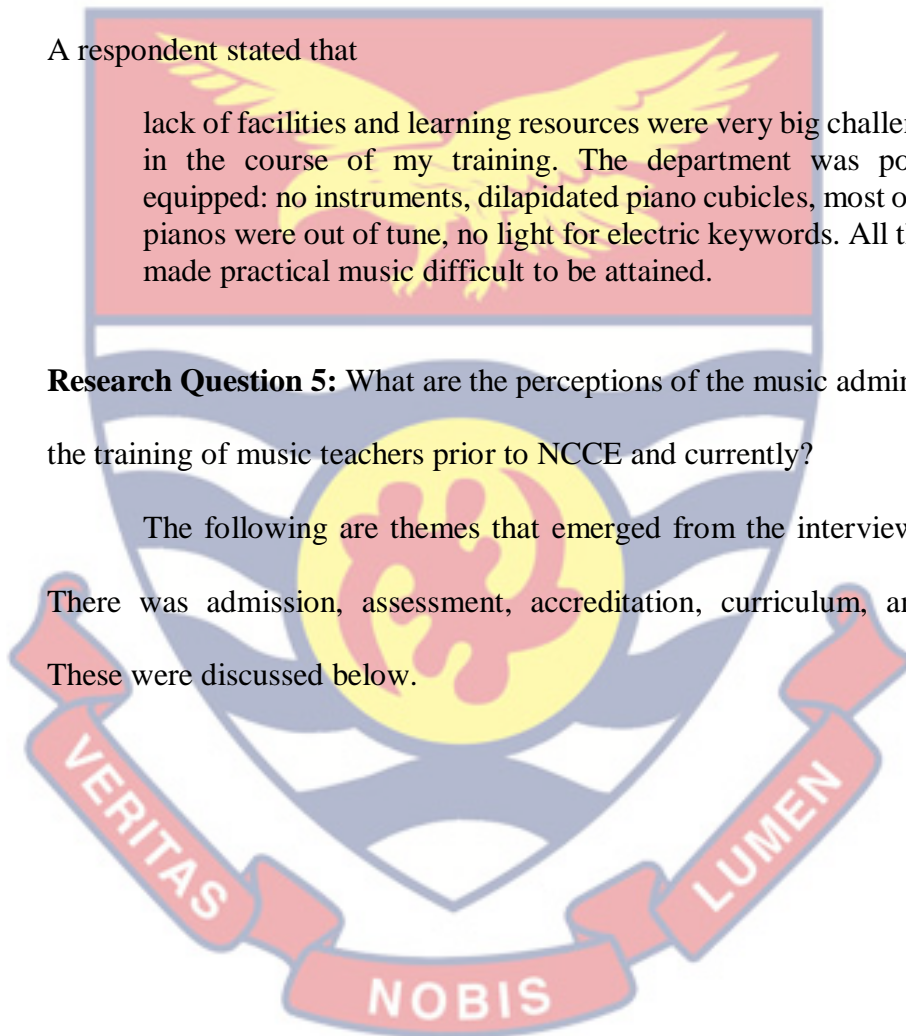 A respondent stated that
lack of facilities and learning resources were very big challen
in the course of my training. The department was po
equipped: no instruments, dilapidated piano cubicles, most o
pianos were out of tune, no light for electric keywords. All th
made practical music difficult to be attained.
Research Question 5: What are the perceptions of the music admin
the training of music teachers prior to NCCE and currently?
The following are themes that emerged from the interview
There was admission, assessment, accreditation, curriculum, an
These were discussed below.
VERITAS
NOBIS
LUMEN